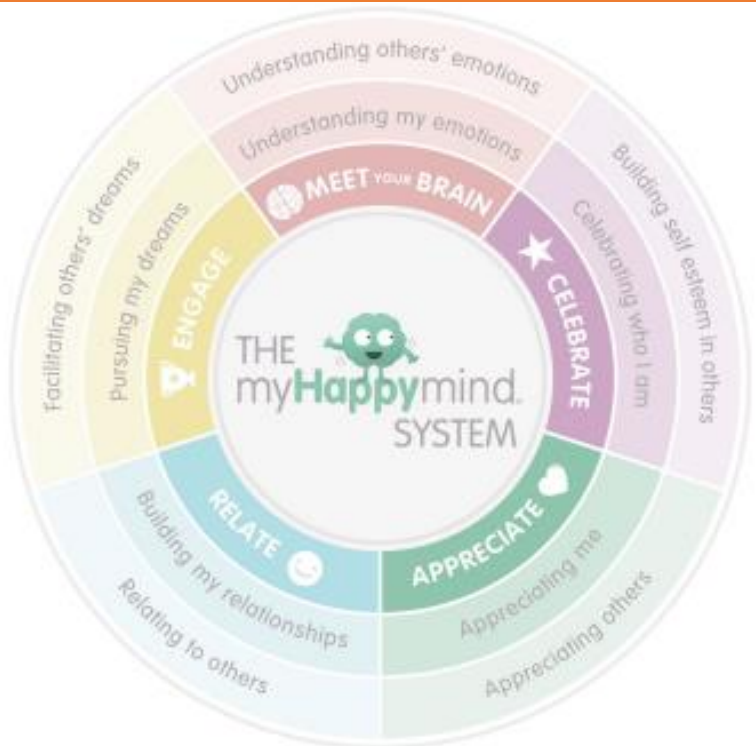 Understanding others' emotions
Understanding my emotions
MEET YOUR BRAIN
Building self esteem in others
Celebrating who I am
CELEBRATE
Appreciating others
Appreciating me
APPRECIATE
Relating to others
Building my relationships
RELATE
Facilitating others' dreams
Pursuing my dreams
ENGAGE
THE
myHappymind.
SYSTEM